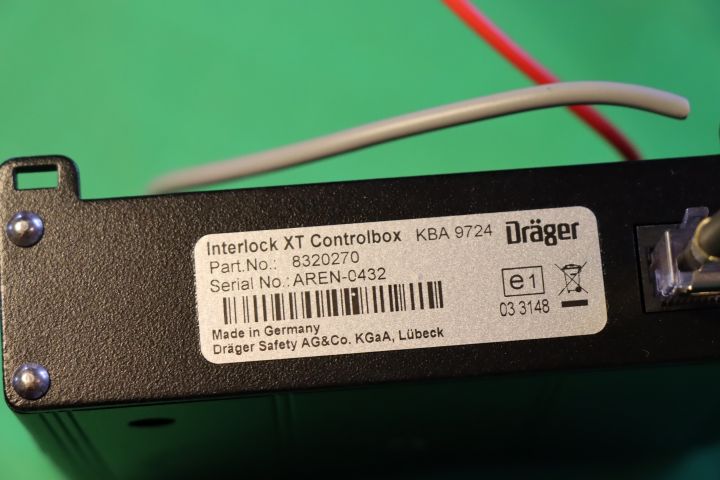 Interlock XT Controlbox KBA 9724 Dräger
Part.No.: 8320270
Serial No.: AREN-0432
e1
03 3148
Made in Germany
Dräger Safety AG&Co. KGaA, Lübeck